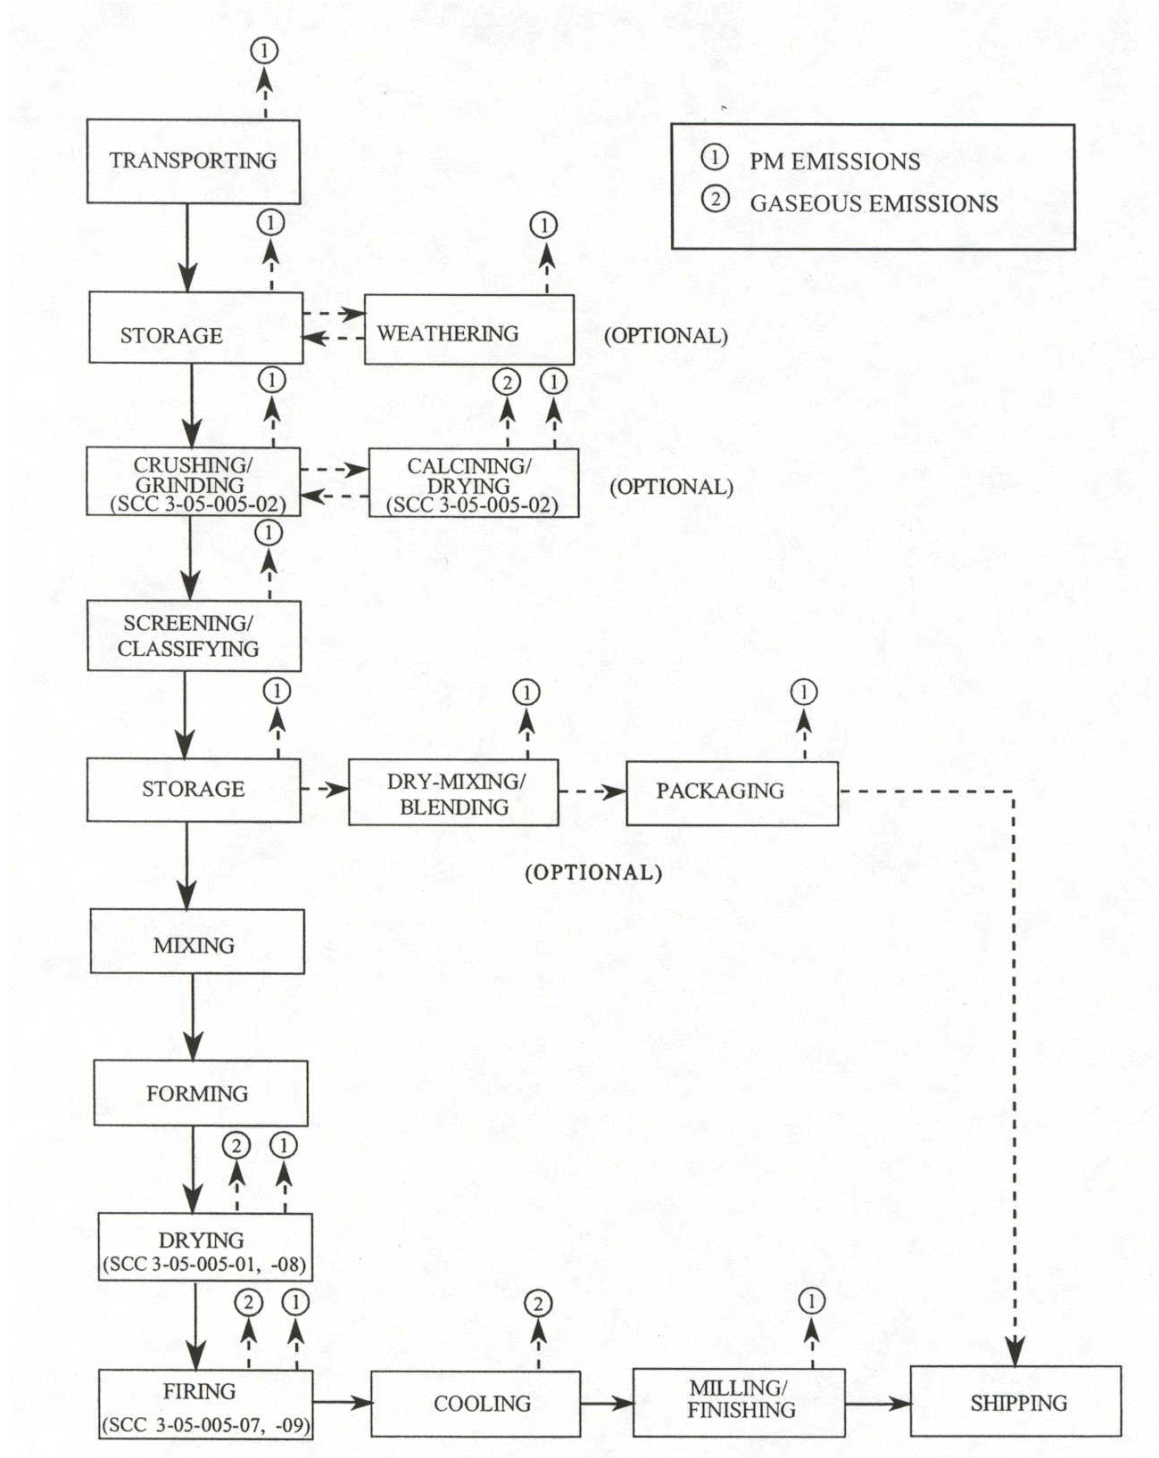 ①
TRANSPORTING
① PM EMISSIONS
② GASEOUS EMISSIONS
①
①
STORAGE
WEATHERING
(OPTIONAL)
①
② ①
CRUSHING/
GRINDING
(SCC 3-05-005-02)
CALCINING/
DRYING
(SCC 3-05-005-02)
(OPTIONAL)
①
SCREENING/
CLASSIFYING
①
①
①
STORAGE
DRY-MIXING/
BLENDING
PACKAGING
(OPTIONAL)
MIXING
FORMING
② ①
DRYING
(SCC 3-05-005-01, -08)
② ①
②
①
FIRING
(SCC 3-05-005-07, -09)
COOLING
MILLING/
FINISHING
SHIPPING